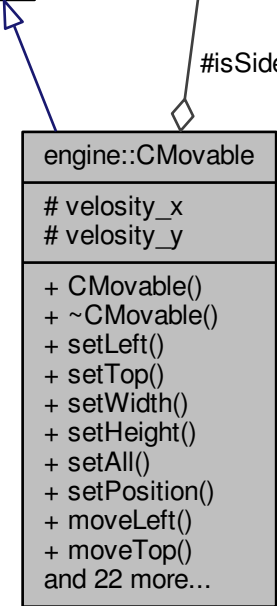 #isSide
engine::CMovable
# velosity_x
# velosity_y
+ CMovable()
+ ~CMovable()
+ setLeft()
+ setTop()
+ setWidth()
+ setHeight()
+ setAll()
+ setPosition()
+ moveLeft()
+ moveTop()
and 22 more...